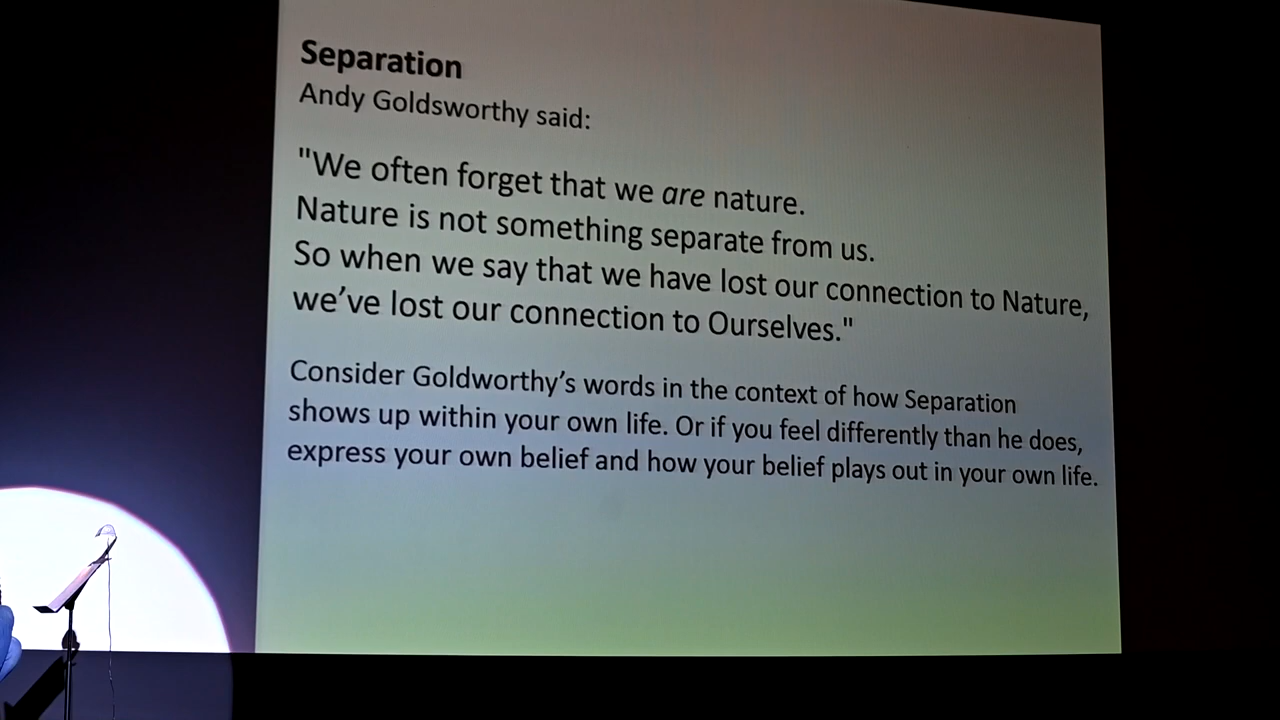 Separation
Andy Goldsworthy said:
"We often forget that we are nature.
Nature is not something separate from us.
So when we say that we have lost our connection to Nature,
we’ve lost our connection to Ourselves."
Consider Goldworthy’s words in the context of how Separation
shows up within your own life. Or if you feel differently than he does,
express your own belief and how your belief plays out in your own life.